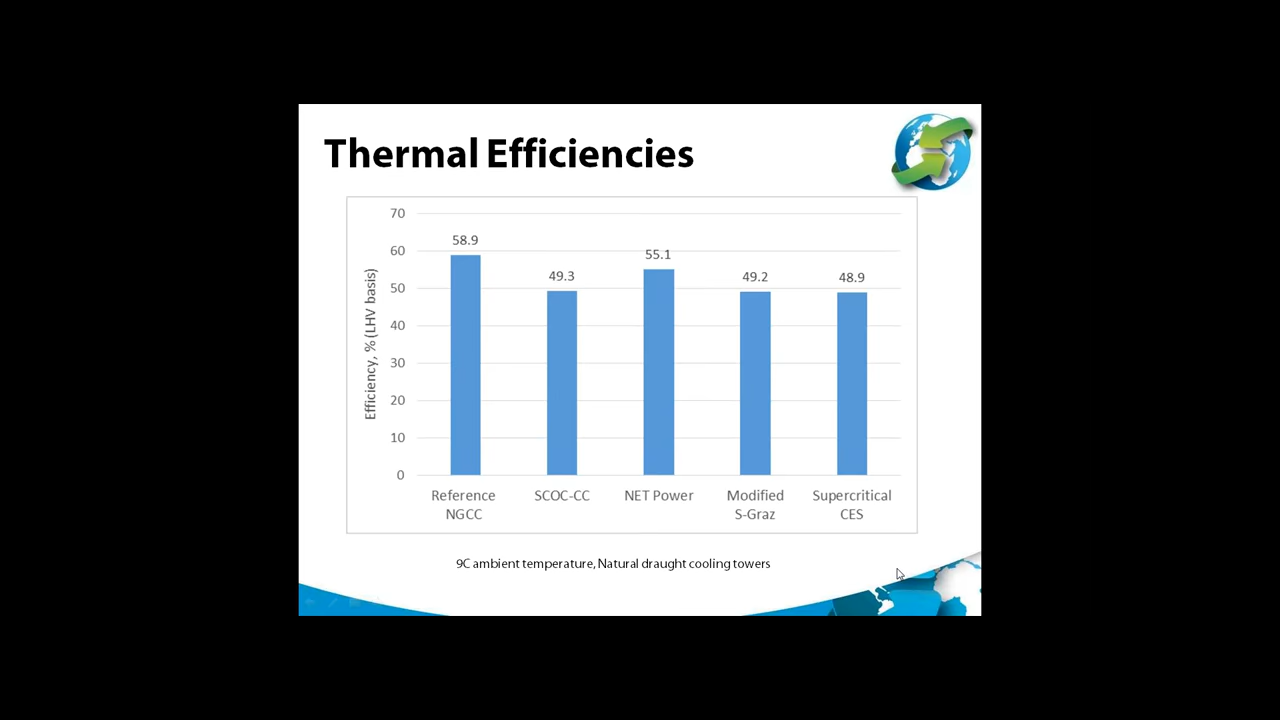 Thermal Efficiencies
70
60
50
40
30
20
10
0
Efficiency, % (LHV basis)
58.9
49.3
55.1
49.2
48.9
Reference
NGCC
SCOC-CC
NET Power
Modified
S-Graz
Supercritical
CES
9C ambient temperature, Natural draught cooling towers